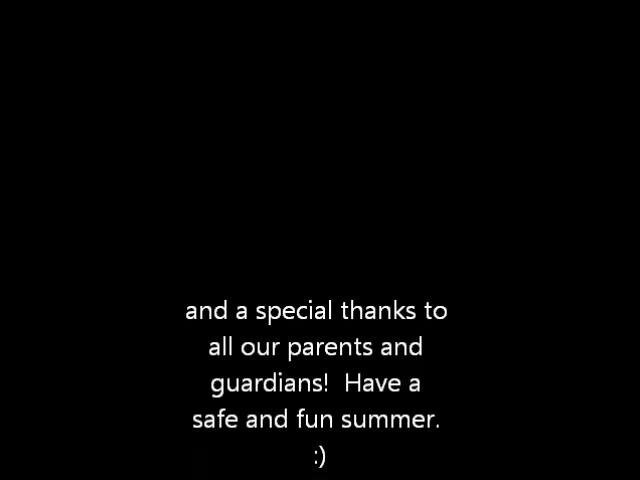 and a special thanks to
all our parents and
guardians!  Have a
safe and fun summer.
:)